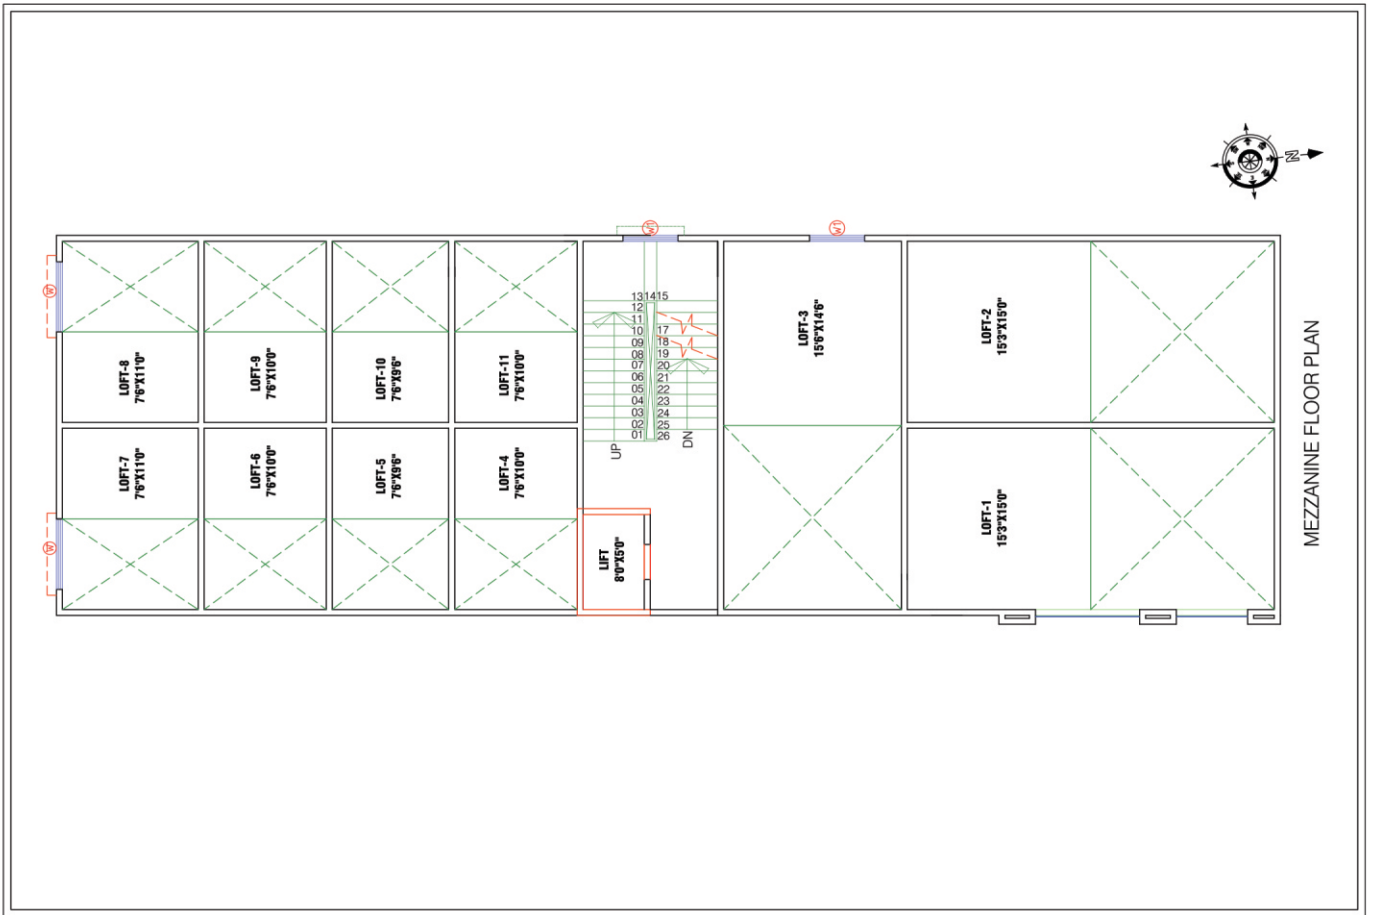 N
W1
W1
W
W
LOFT-8
7'6"X11'0"
LOFT-9
7'6"X10'0"
LOFT-10
7'6"X9'6"
LOFT-11
7'6"X10'0"
LOFT-7
7'6"X11'0"
LOFT-6
7'6"X10'0"
LOFT-5
7'6"X9'6"
LOFT-4
7'6"X10'0"
13 14 15
12
11
10 17
09 18
08 19
07 20
06 21
05 22
04 23
03 24
02 25
01 26
UP
DN
LIFT
8'0"X5'0"
LOFT-3
15'6"X14'6"
LOFT-2
15'3"X15'0"
LOFT-1
15'3"X15'0"
MEZZANINE FLOOR PLAN